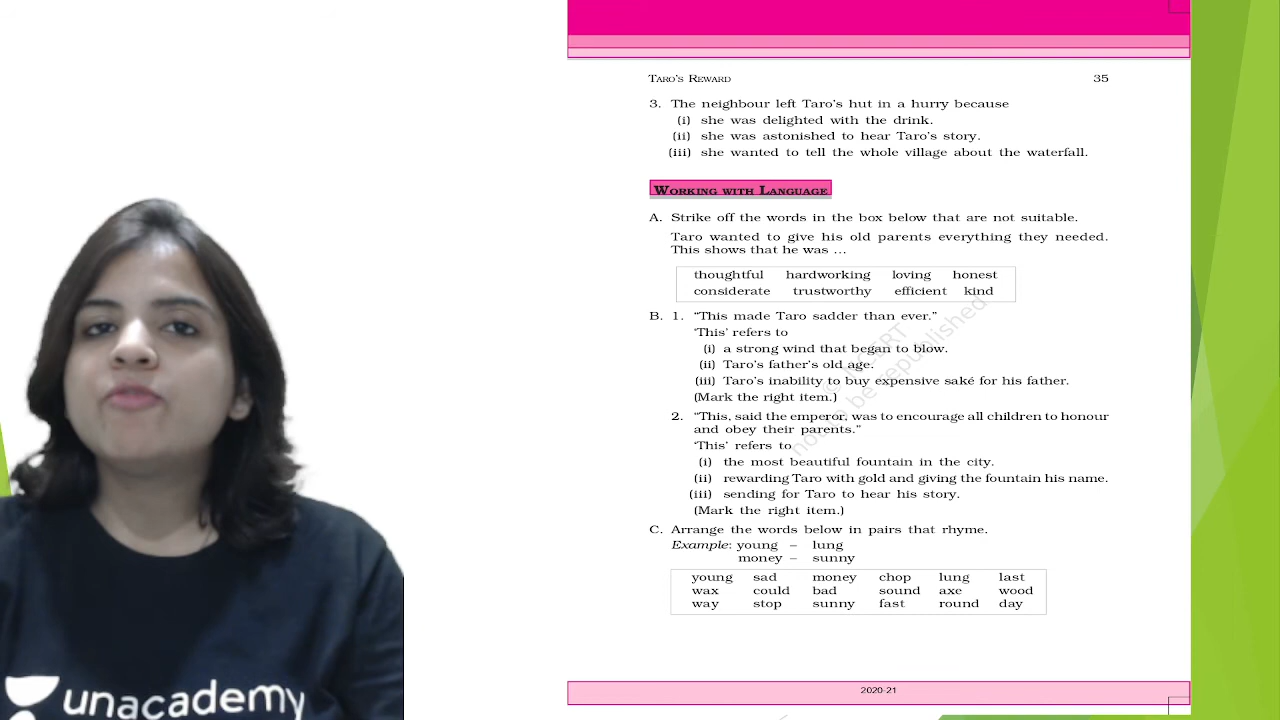 TARO'S REWARD 35
3. The neighbour left Taro's hut in a hurry because
(i) she was delighted with the drink.
(ii) she was astonished to hear Taro's story.
(iii) she wanted to tell the whole village about the waterfall.
WORKING WITH LANGUAGE
A. Strike off the words in the box below that are not suitable.
Taro wanted to give his old parents everything they needed.
This shows that he was ...
thoughtful hardworking loving honest
considerate trustworthy efficient kind
B. 1. “This made Taro sadder than ever.”
‘This’ refers to
(i) a strong wind that began to blow.
(ii) Taro's father's old age.
(iii) Taro's inability to buy expensive saké for his father.
(Mark the right item.)
2. “This, said the emperor, was to encourage all children to honour
and obey their parents.”
‘This’ refers to
(i) the most beautiful fountain in the city.
(ii) rewarding Taro with gold and giving the fountain his name.
(iii) sending for Taro to hear his story.
(Mark the right item.)
C. Arrange the words below in pairs that rhyme.
Example: young – lung
money – sunny
young sad money chop lung last
wax could bad sound axe wood
way stop sunny fast round day
2020-21
© NCERT
not to be republished
unacademy